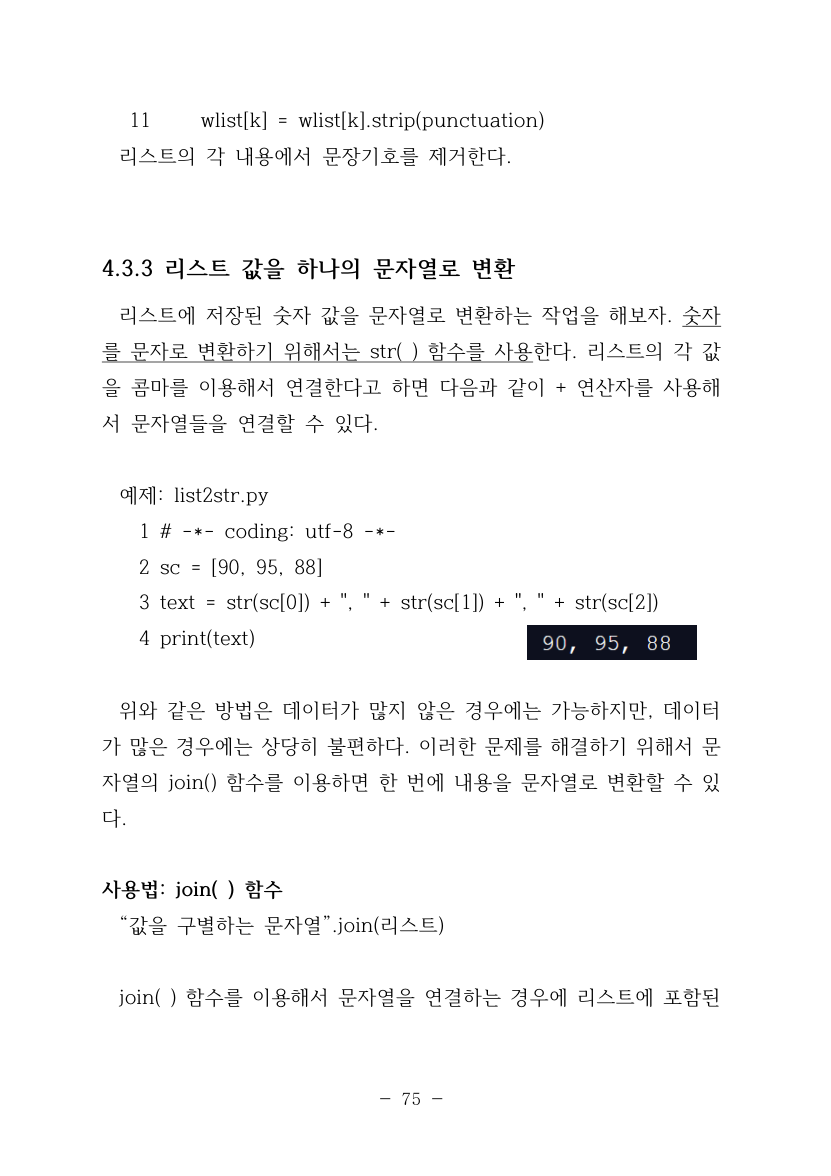 11 wlist[k] = wlist[k].strip(punctuation)
리스트의 각 내용에서 문장기호를 제거한다.
4.3.3 리스트 값을 하나의 문자열로 변환
리스트에 저장된 숫자 값을 문자열로 변환하는 작업을 해보자. 숫자
를 문자로 변환하기 위해서는 str( ) 함수를 사용한다. 리스트의 각 값
을 콤마를 이용해서 연결한다고 하면 다음과 같이 + 연산자를 사용해
서 문자열들을 연결할 수 있다.
예제: list2str.py
1 # -*- coding: utf-8 -*-
2 sc = [90, 95, 88]
3 text = str(sc[0]) + ", " + str(sc[1]) + ", " + str(sc[2])
4 print(text)
90, 95, 88
위와 같은 방법은 데이터가 많지 않은 경우에는 가능하지만, 데이터
가 많은 경우에는 상당히 불편하다. 이러한 문제를 해결하기 위해서 문
자열의 join() 함수를 이용하면 한 번에 내용을 문자열로 변환할 수 있
다.
사용법: join( ) 함수
“값을 구별하는 문자열”.join(리스트)
join( ) 함수를 이용해서 문자열을 연결하는 경우에 리스트에 포함된
- 75 -